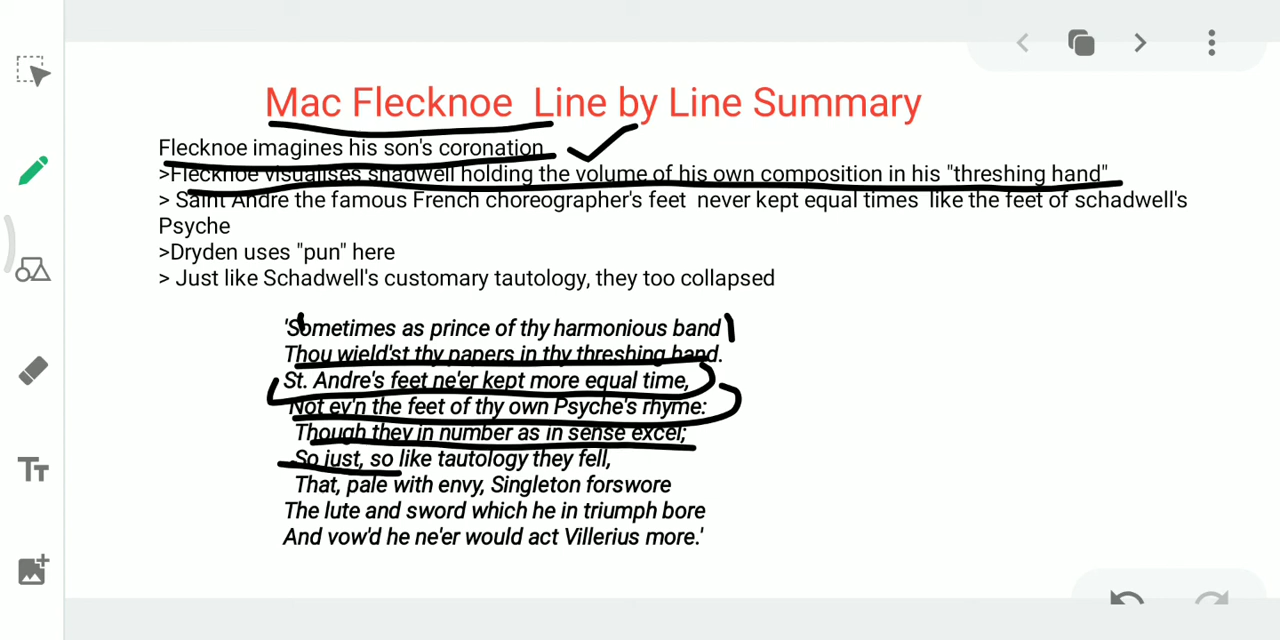 Mac Flecknoe Line by Line Summary
Flecknoe imagines his son's coronation
>Flecknoe visualises shadwell holding the volume of his own composition in his "threshing hand"
> Saint Andre the famous French choreographer's feet never kept equal times like the feet of schadwell's
Psyche
>Dryden uses "pun" here
> Just like Schadwell's customary tautology, they too collapsed
'Sometimes as prince of thy harmonious band
Thou wield'st thy papers in thy threshing hand.
St. Andre's feet ne'er kept more equal time,
Not ev'n the feet of thy own Psyche's rhyme:
Though they in number as in sense excel;
So just, so like tautology they fell,
That, pale with envy, Singleton forswore
The lute and sword which he in triumph bore
And vow'd he ne'er would act Villerius more.'
Tт